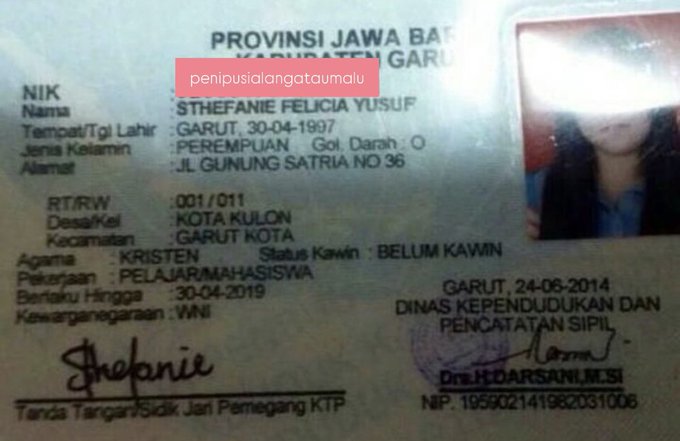 PROVINSI JAWA BAR
KABUPATEN GARU
penipusialangataumalu
NIK
Nama : STHEFANIE FELICIA YUSUF
Tempat/Tgl Lahir : GARUT, 30-04-1997
Jenis Kelamin : PEREMPUAN Gol. Darah : O
Alamat : JL GUNUNG SATRIA NO 36
RT/RW : 001 / 011
Desa/Kel : KOTA KULON
Kecamatan : GARUT KOTA
Agama : KRISTEN Status Kawin : BELUM KAWIN
Pekerjaan : PELAJAR/MAHASISWA
Berlaku Hingga : 30-04-2019
Kewarganegaraan : WNI
GARUT, 24-06-2014
DINAS KEPENDUDUKAN DAN
PENCATATAN SIPIL
Sthefanie
Drs.H.DARSANI,M.Si
Tanda Tangan/Sidik Jari Pemegang KTP
NIP. 195902141982031006